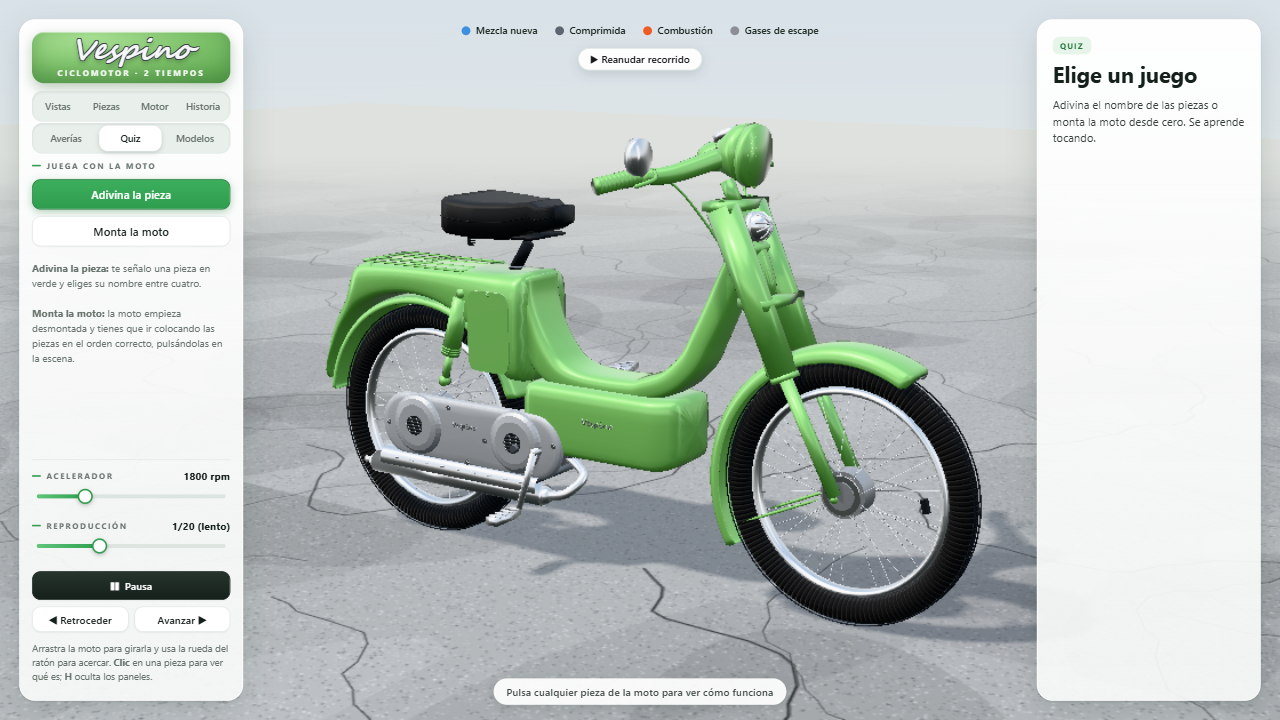 Vespino
CICLOMOTOR · 2 TIEMPOS
Vistas Piezas Motor Historia
Averías Quiz Modelos
JUEGA CON LA MOTO
Adivina la pieza
Monta la moto
Adivina la pieza: te señalo una pieza en
verde y eliges su nombre entre cuatro.
Monta la moto: la moto empieza
desmontada y tienes que ir colocando las
piezas en el orden correcto, pulsándolas en
la escena.
ACELERADOR 1800 rpm
REPRODUCCIÓN 1/20 (lento)
Pausa
◀ Retroceder Avanzar ▶
Arrastra la moto para girarla y usa la rueda del
ratón para acercar. Clic en una pieza para ver
qué es; H oculta los paneles.
Mezcla nueva Comprimida Combustión Gases de escape
▶ Reanudar recorrido
Vespino
Vespino
Pulsa cualquier pieza de la moto para ver cómo funciona
QUIZ
Elige un juego
Adivina el nombre de las piezas o
monta la moto desde cero. Se aprende
tocando.